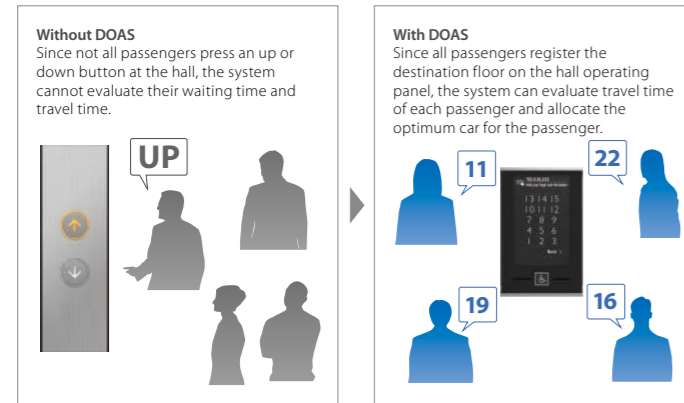 Without DOAS
Since not all passengers press an up or
down button at the hall, the system
cannot evaluate their waiting time and
travel time.
UP
With DOAS
Since all passengers register the
destination floor on the hall operating
panel, the system can evaluate travel time
of each passenger and allocate the
optimum car for the passenger.
11
22
13 14 15
10 11 12
7 8 9
4 5 6
1 2 3
19
16